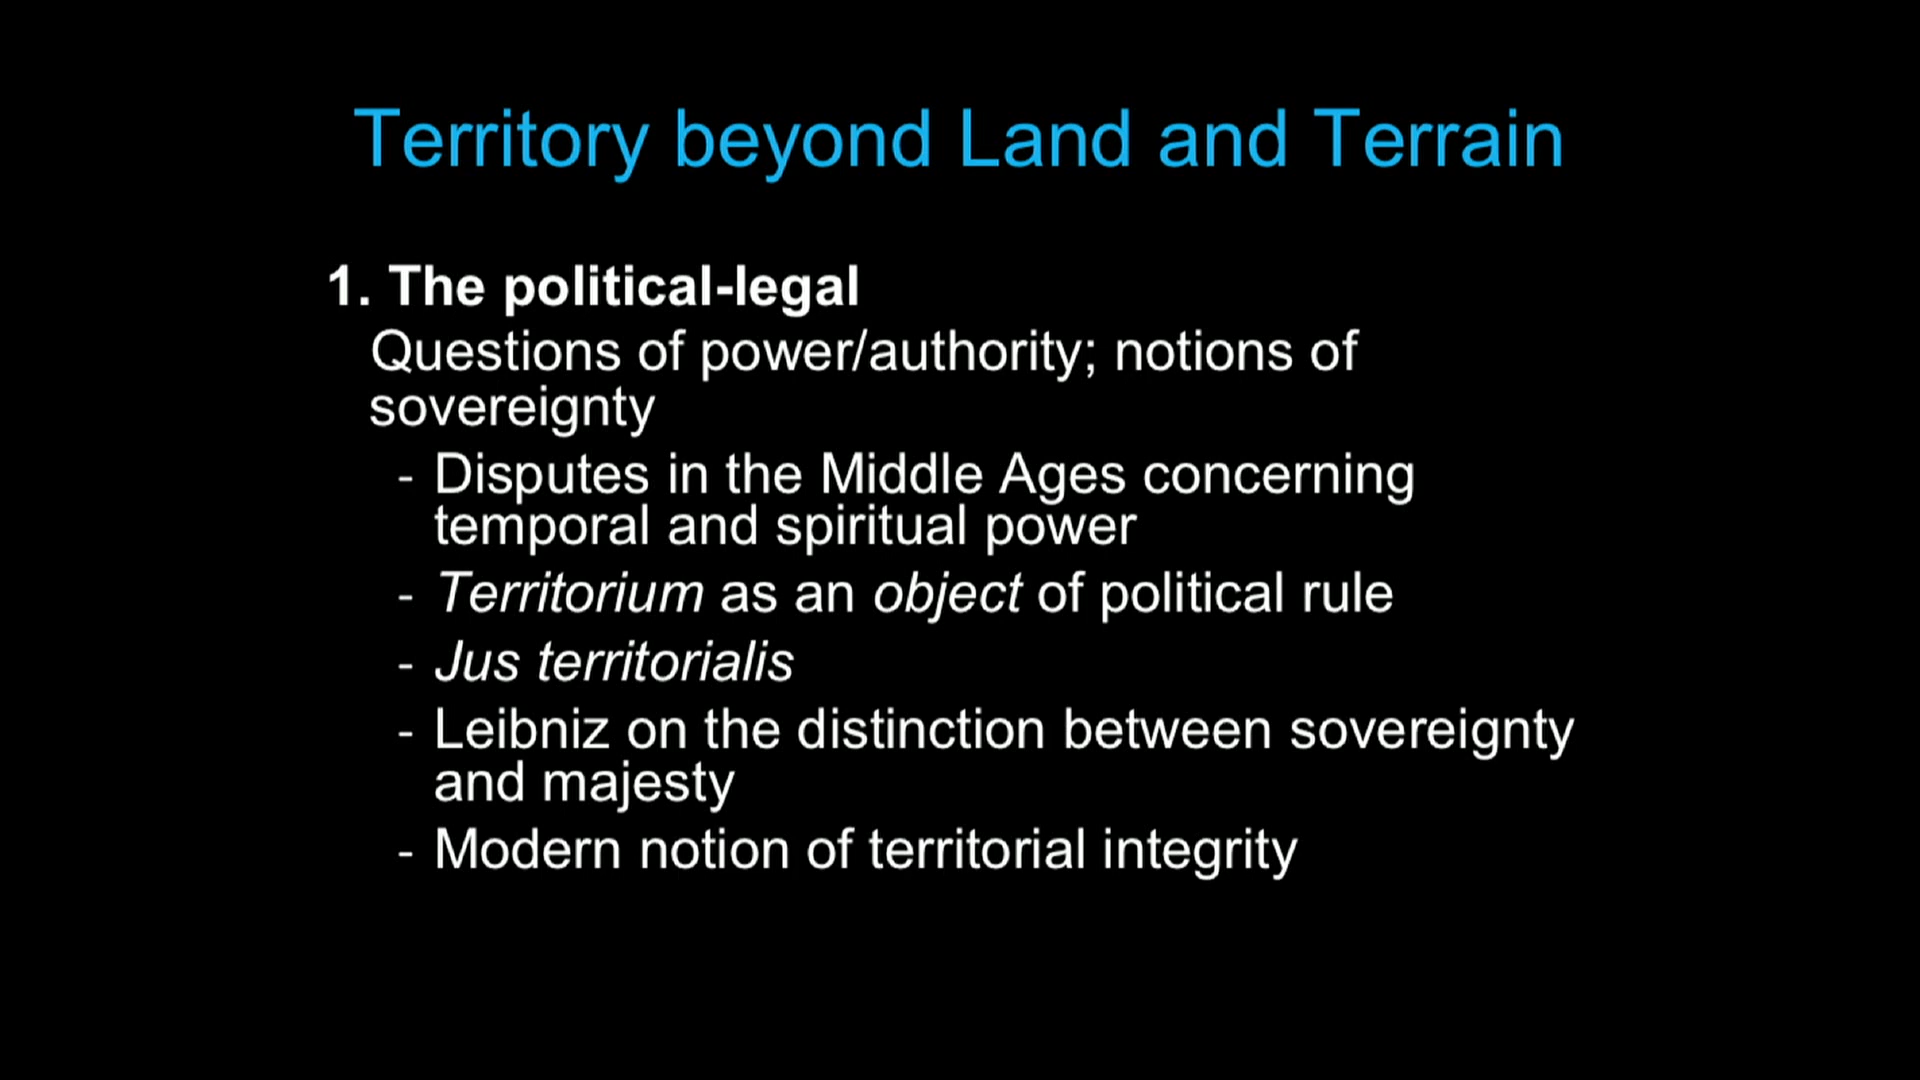 Territory beyond Land and Terrain
1. The political-legal
Questions of power/authority; notions of
sovereignty
- Disputes in the Middle Ages concerning
temporal and spiritual power
- Territorium as an object of political rule
- Jus territorialis
- Leibniz on the distinction between sovereignty
and majesty
- Modern notion of territorial integrity